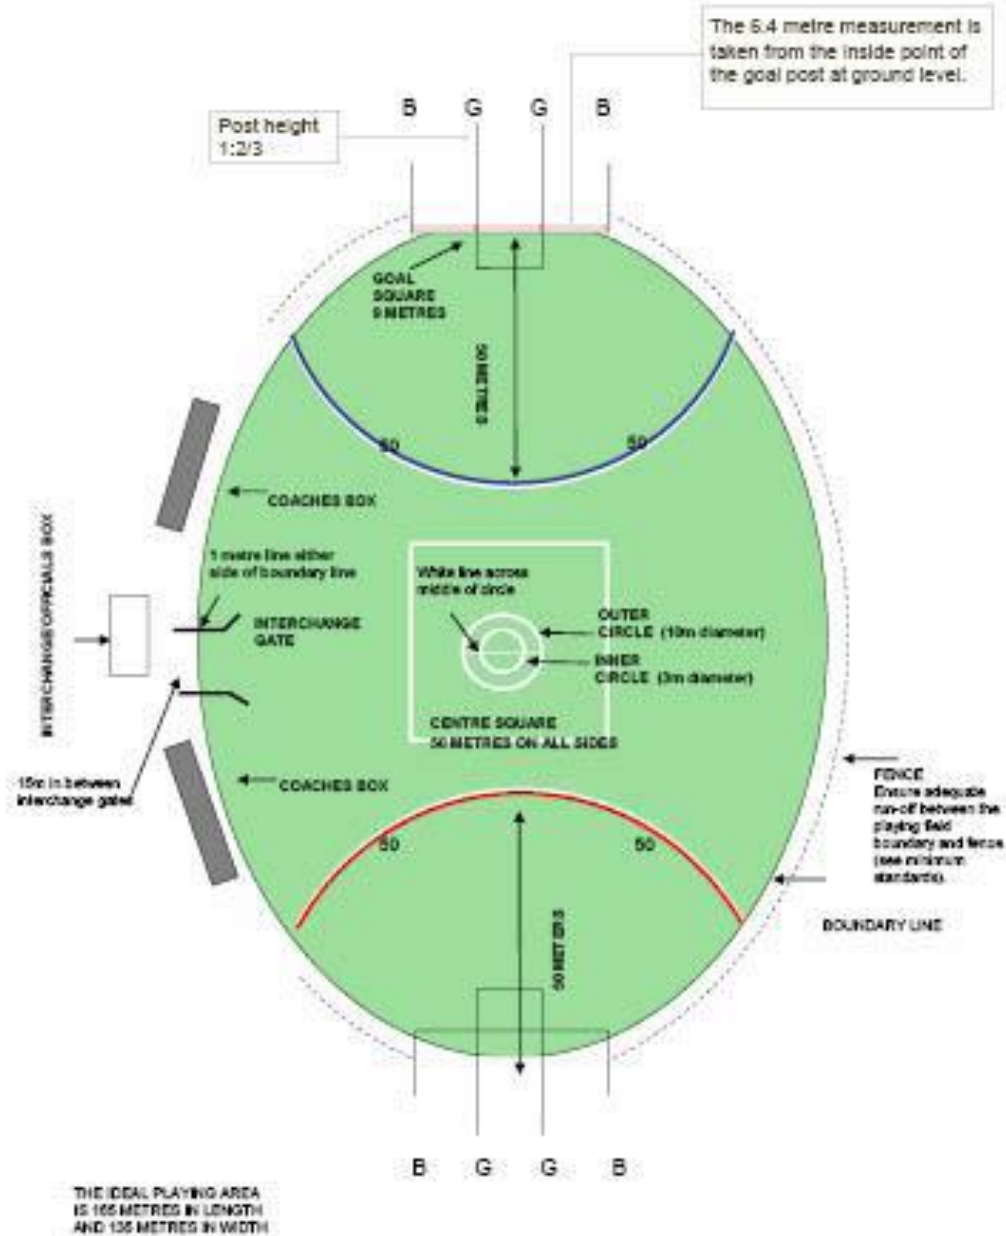 The 6.4 metre measurement is
taken from the inside point of
the goal post at ground level.
B G G B
Post height
1:2/3
GOAL
SQUARE
9 METRES
50 METRES
50 50
COACHES BOX
INTERCHANGE/OFFICIALS BOX
1 metre line either
side of boundary line
White line across
middle of circle
INTERCHANGE
GATE
OUTER
CIRCLE (10m diameter)
INNER
CIRCLE (3m diameter)
CENTRE SQUARE
50 METRES ON ALL SIDES
15m in between
interchange gates
COACHES BOX
FENCE
Ensure adequate
run-off between the
playing field
boundary and fence
(see minimum
standards).
50 50
BOUNDARY LINE
50 METERS
B G G B
THE IDEAL PLAYING AREA
IS 165 METRES IN LENGTH
AND 135 METRES IN WIDTH